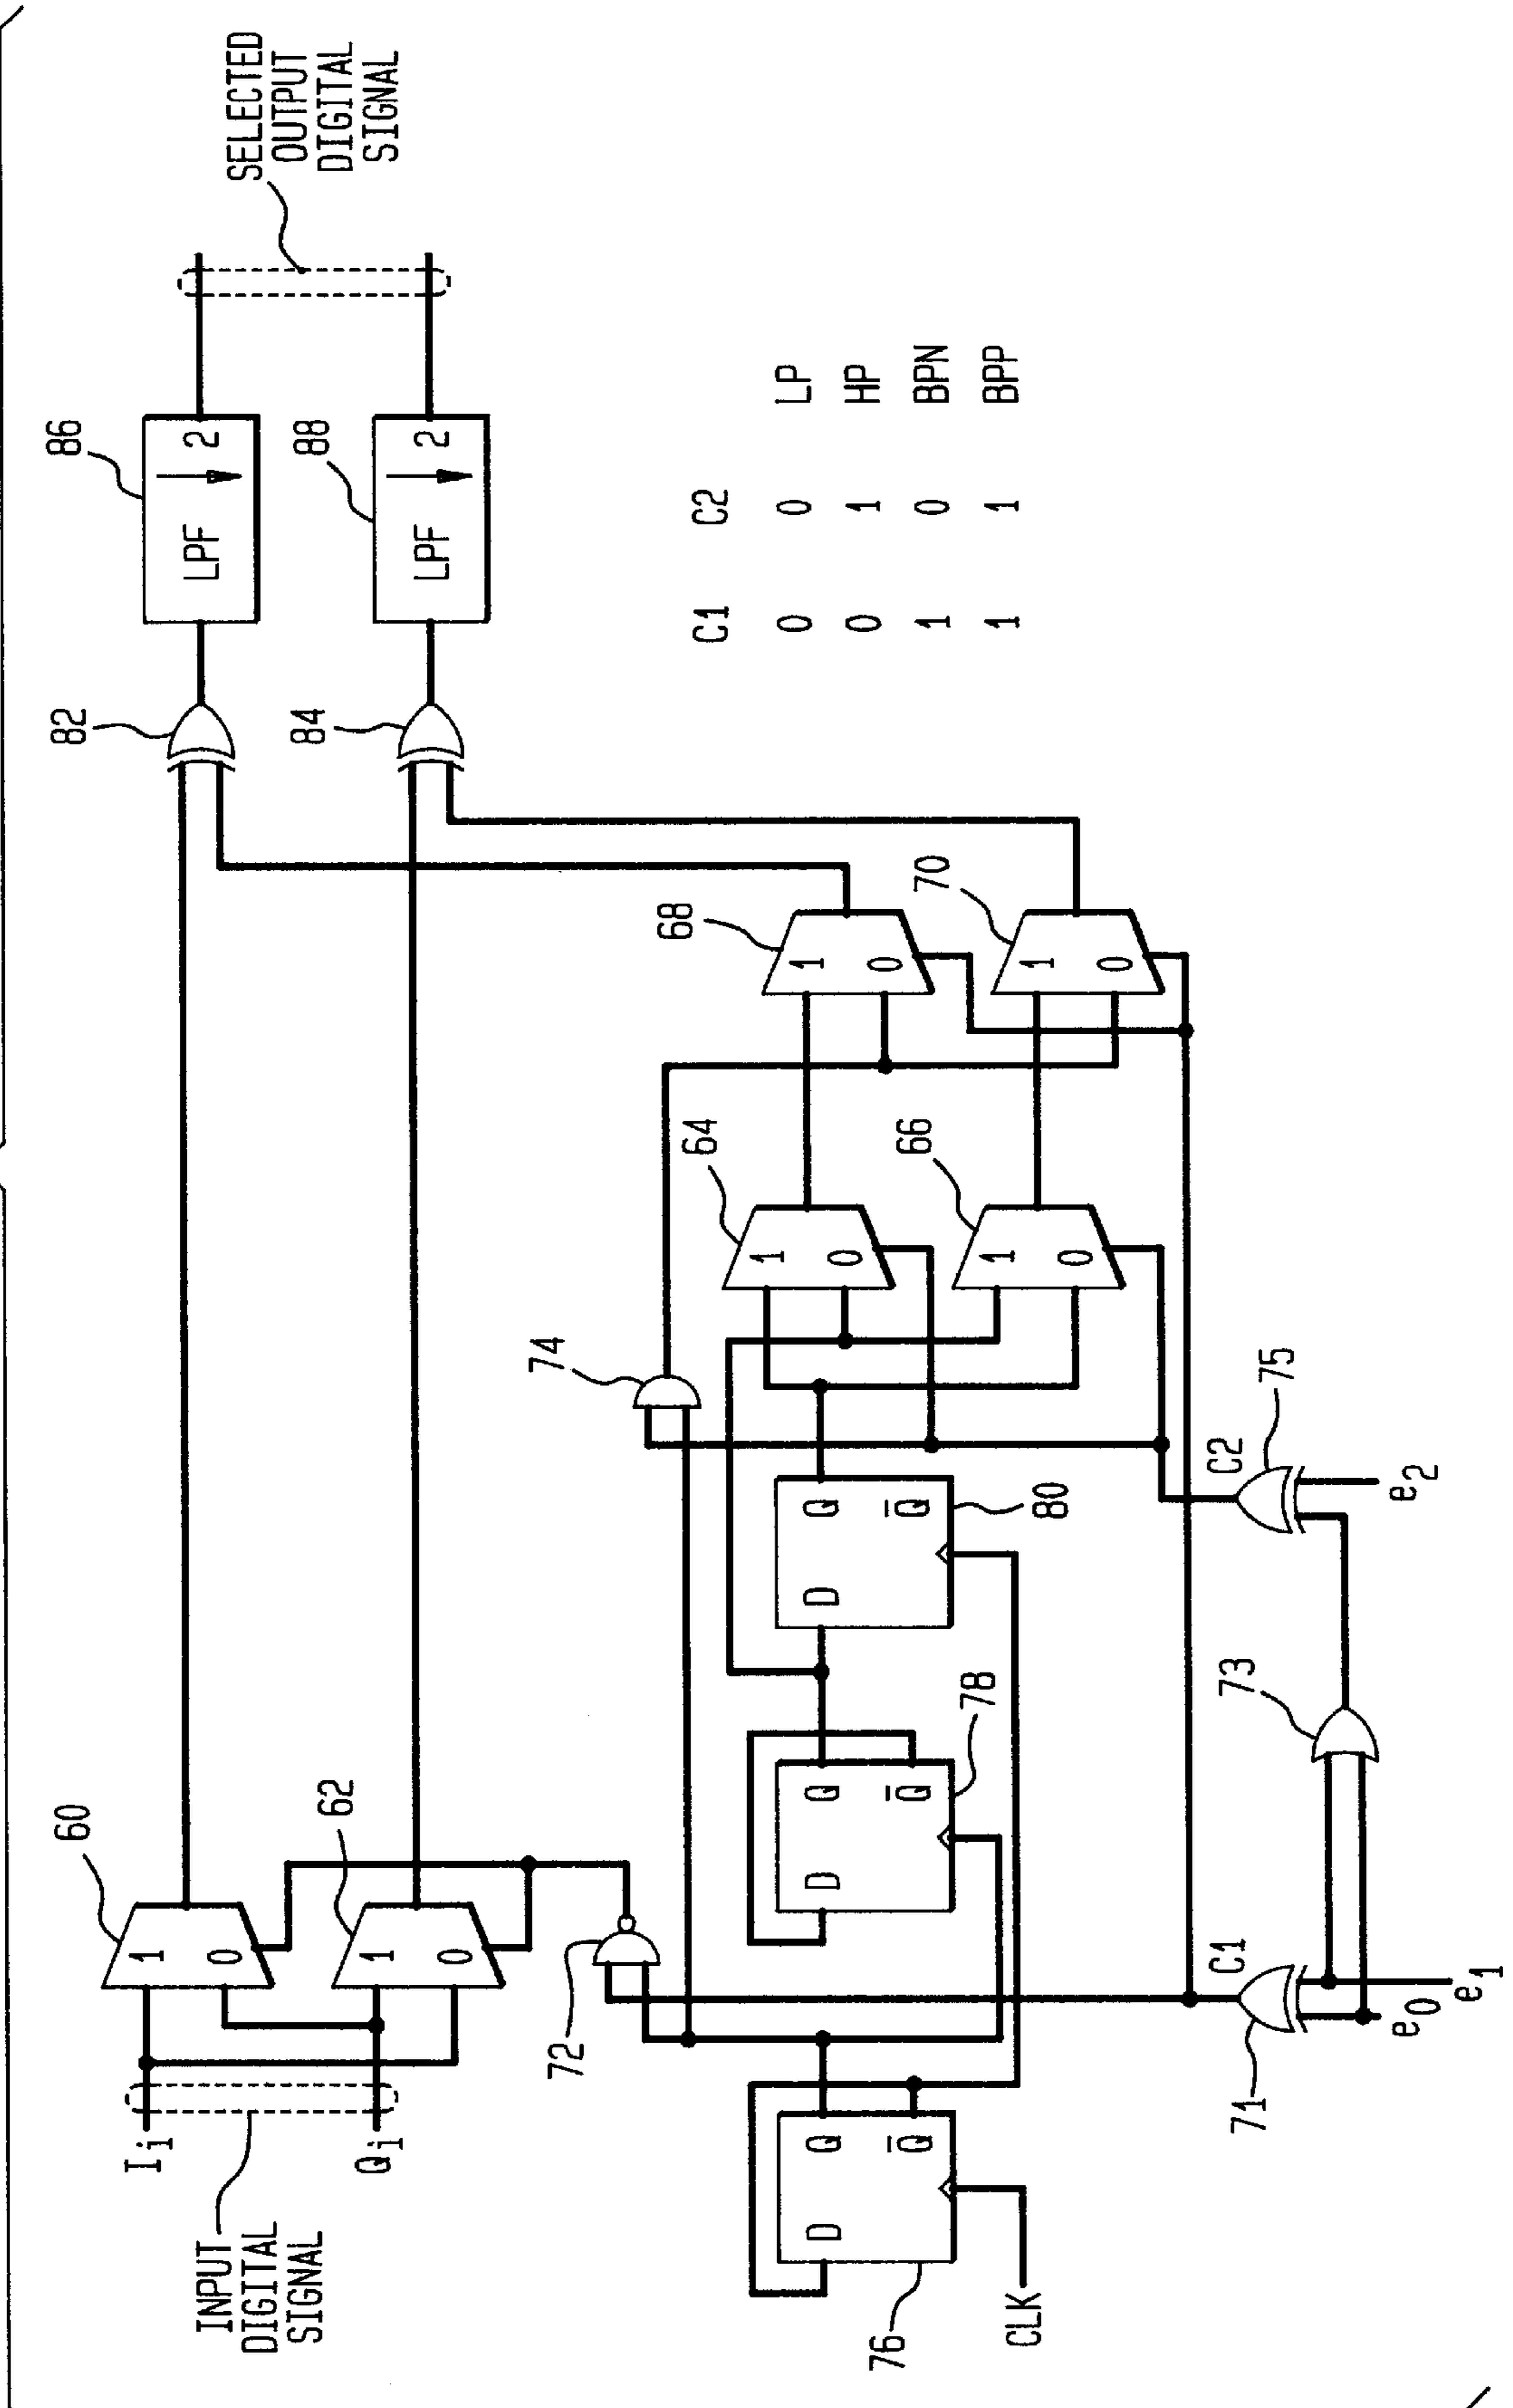 SELECTED
OUTPUT
DIGITAL
SIGNAL
INPUT
DIGITAL
SIGNAL
Ii
Qi
60
1
0
62
1
0
82
84
86
LPF ↓ 2
88
LPF ↓ 2
72
74
64
1
0
66
1
0
68
1
0
70
1
0
76
D Q
Q̅
CLK
78
D Q
Q̅
80
D Q
Q̅
C1 C2
0 0 LP
0 1 HP
1 0 BPN
1 1 BPP
71
C1
e0
e1
73
75
C2
e2